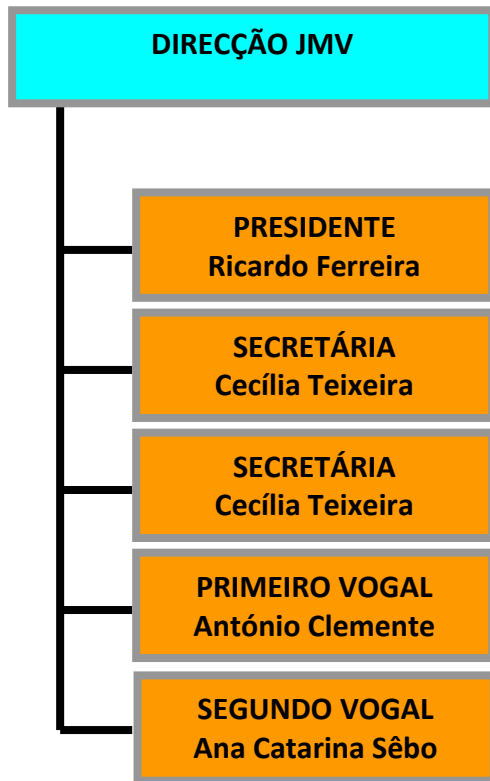 DIRECÇÃO JMV
PRESIDENTE
Ricardo Ferreira
SECRETÁRIA
Cecília Teixeira
SECRETÁRIA
Cecília Teixeira
PRIMEIRO VOGAL
António Clemente
SEGUNDO VOGAL
Ana Catarina Sêbo